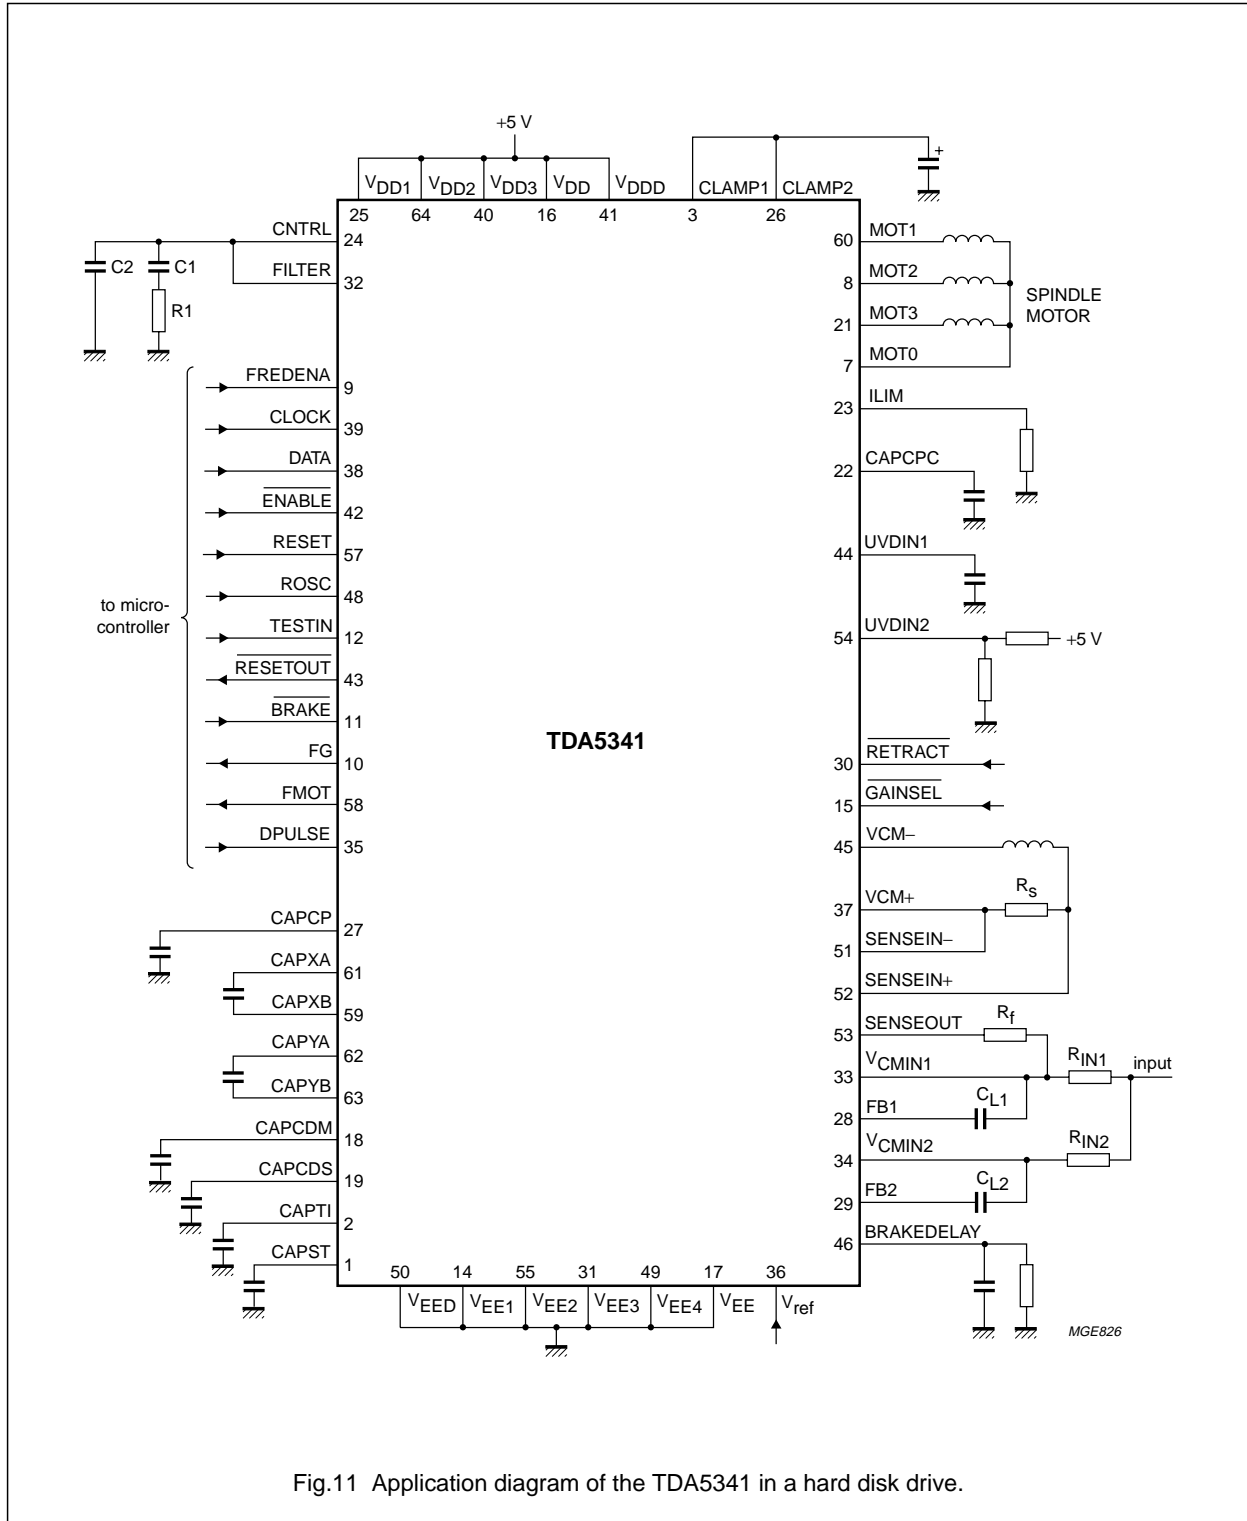 +5 V
+
VDD1 VDD2 VDD3 VDD VDDD CLAMP1 CLAMP2
25 64 40 16 41 3 26
CNTRL 24
C2 C1
FILTER 32
R1
to micro-
controller
FREDENA 9
CLOCK 39
DATA 38
ENABLE 42
RESET 57
ROSC 48
TESTIN 12
RESETOUT 43
BRAKE 11
FG 10
FMOT 58
DPULSE 35
CAPCP 27
CAPXA 61
CAPXB 59
CAPYA 62
CAPYB 63
CAPCDM 18
CAPCDS 19
CAPTI 2
CAPST 1
TDA5341
60 MOT1
8 MOT2
21 MOT3
7 MOT0
SPINDLE
MOTOR
23 ILIM
22 CAPCPC
44 UVDIN1
54 UVDIN2
+5 V
30 RETRACT
15 GAINSEL
45 VCM−
37 VCM+
RS
51 SENSEIN−
52 SENSEIN+
53 SENSEOUT
Rf
33 VCMIN1
RIN1
input
28 FB1
CL1
34 VCMIN2
RIN2
29 FB2
CL2
46 BRAKEDELAY
50 14 55 31 49 17 36
VEED VEE1 VEE2 VEE3 VEE4 VEE Vref
MGE826
Fig.11 Application diagram of the TDA5341 in a hard disk drive.